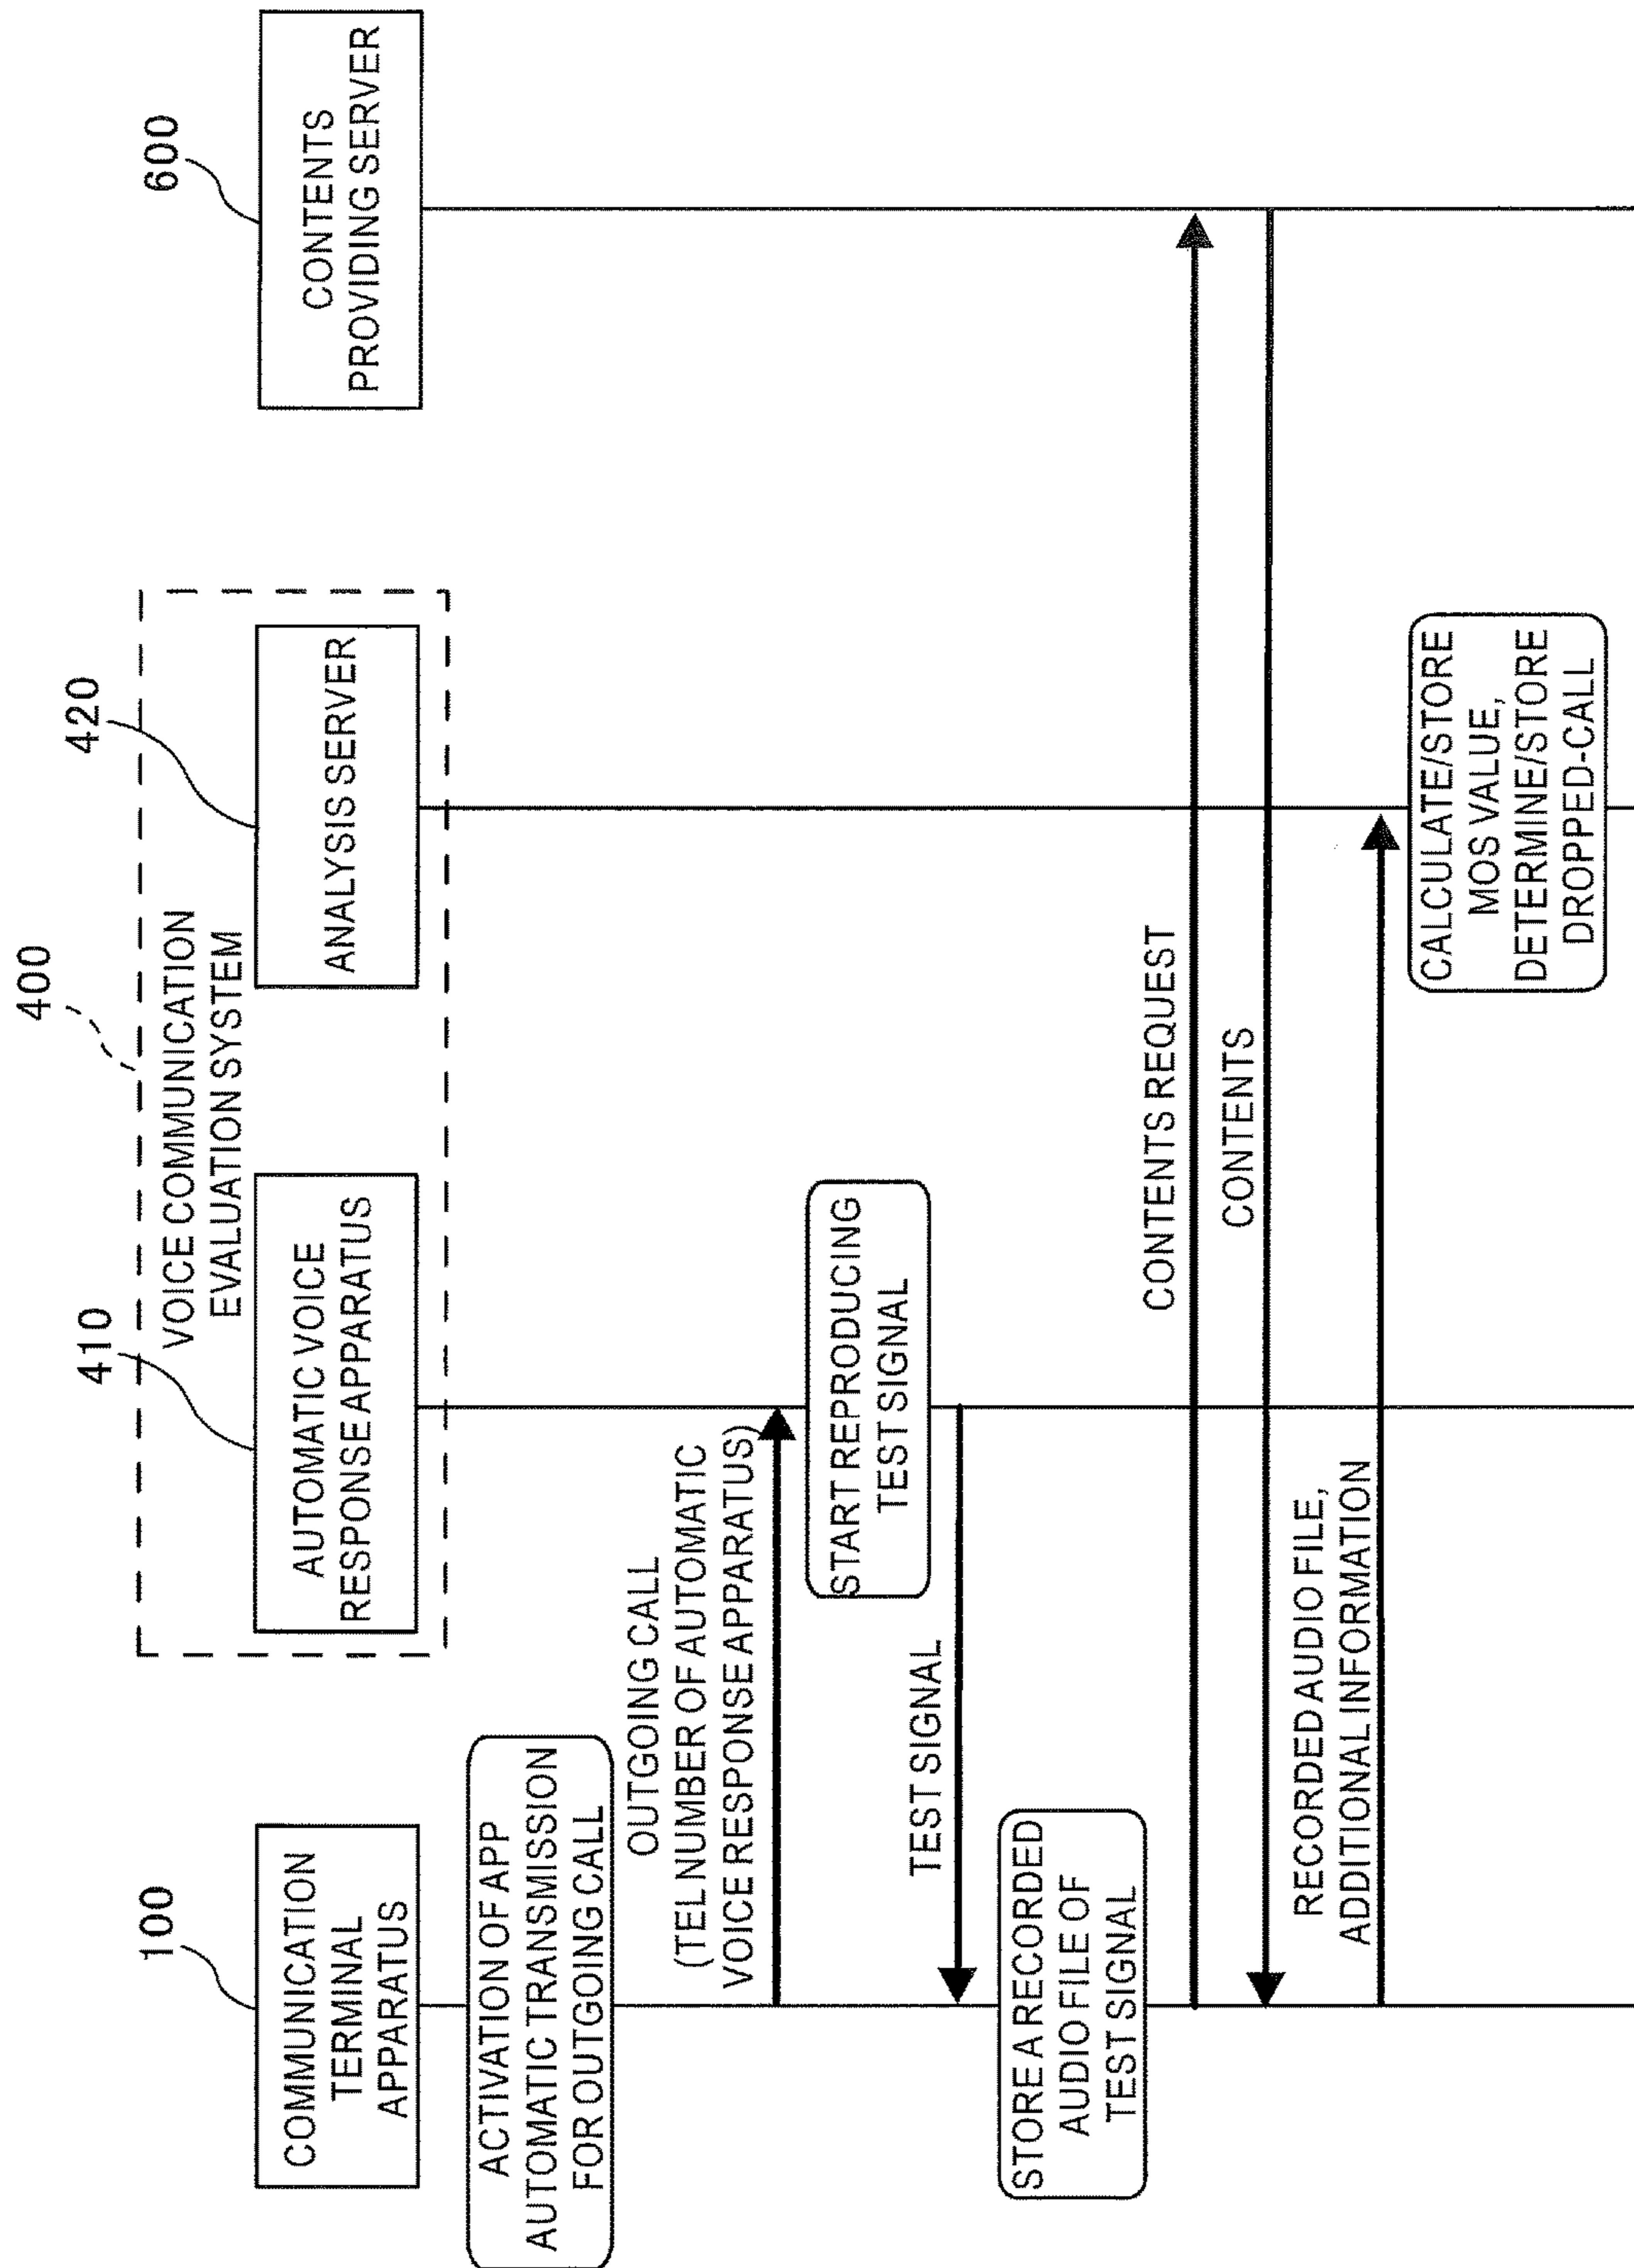 100
COMMUNICATION
TERMINAL
APPARATUS
400
VOICE COMMUNICATION
EVALUATION SYSTEM
410
AUTOMATIC VOICE
RESPONSE APPARATUS
420
ANALYSIS SERVER
600
CONTENTS
PROVIDING SERVER
ACTIVATION OF APP
AUTOMATIC TRANSMISSION
FOR OUTGOING CALL
OUTGOING CALL
(TEL NUMBER OF AUTOMATIC
VOICE RESPONSE APPARATUS)
START REPRODUCING
TEST SIGNAL
TEST SIGNAL
STORE A RECORDED
AUDIO FILE OF
TEST SIGNAL
CONTENTS REQUEST
CONTENTS
RECORDED AUDIO FILE,
ADDITIONAL INFORMATION
CALCULATE/STORE
MOS VALUE,
DETERMINE/STORE
DROPPED-CALL